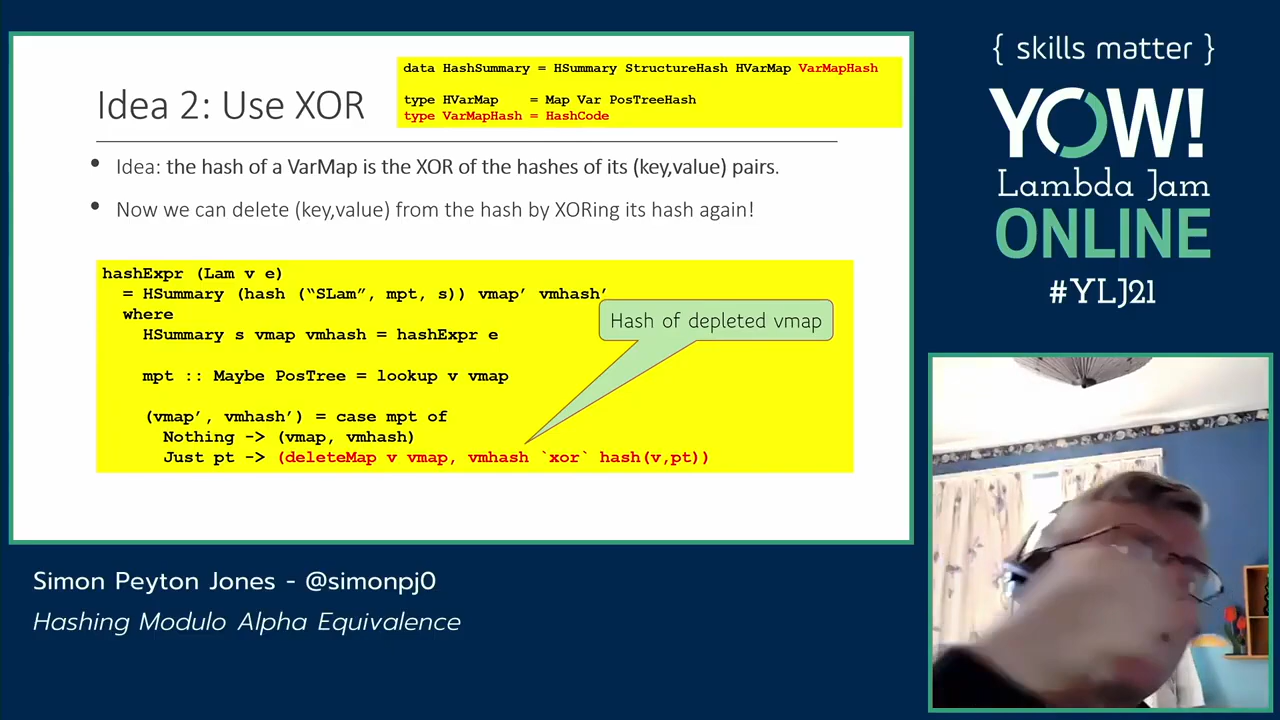 Idea 2: Use XOR
data HashSummary = HSummary StructureHash HVarMap VarMapHash
type HVarMap    = Map Var PosTreeHash
type VarMapHash = HashCode
• Idea: the hash of a VarMap is the XOR of the hashes of its (key,value) pairs.
• Now we can delete (key,value) from the hash by XORing its hash again!
hashExpr (Lam v e)
= HSummary (hash (“SLam”, mpt, s)) vmap’ vmhash’
where
HSummary s vmap vmhash = hashExpr e
mpt :: Maybe PosTree = lookup v vmap
(vmap’, vmhash’) = case mpt of
Nothing -> (vmap, vmhash)
Just pt -> (deleteMap v vmap, vmhash `xor` hash(v,pt))
Hash of depleted vmap
{ skills matter }
YOW!
Lambda Jam
ONLINE
#YLJ21
Simon Peyton Jones - @simonpj0
Hashing Modulo Alpha Equivalence